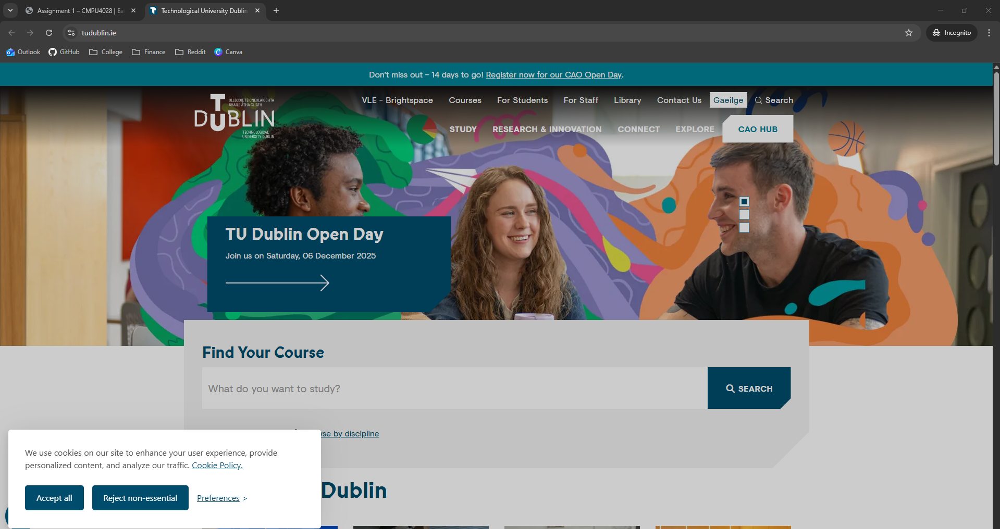 Assignment 1 – CMPU4028 | Ea
Technological University Dublin
tudublin.ie
Incognito
Outlook
GitHub
College
Finance
Reddit
Canva
Don't miss out – 14 days to go! Register now for our CAO Open Day.
OLLSCOIL TEICNEOLAÍOCHTA
BHAILE ÁTHA CLIATH
TU DUBLIN
TECHNOLOGICAL
UNIVERSITY DUBLIN
VLE - Brightspace
Courses
For Students
For Staff
Library
Contact Us
Gaeilge
Search
STUDY
RESEARCH & INNOVATION
CONNECT
EXPLORE
CAO HUB
TU Dublin Open Day
Join us on Saturday, 06 December 2025
Find Your Course
What do you want to study?
SEARCH
wse by discipline
We use cookies on our site to enhance your user experience, provide
personalized content, and analyze our traffic. Cookie Policy.
Accept all
Reject non-essential
Preferences >
Dublin